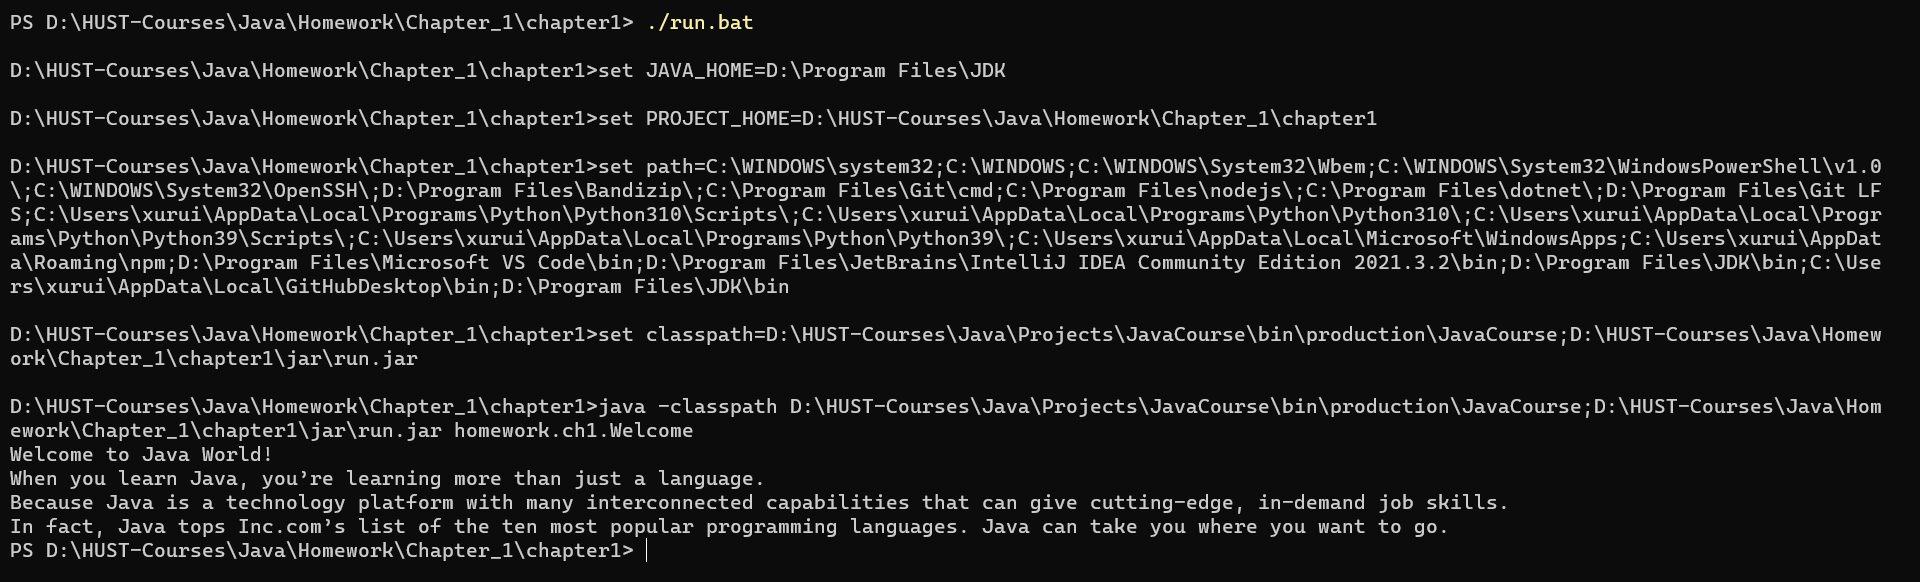 PS D:\HUST-Courses\Java\Homework\Chapter_1\chapter1> ./run.bat
D:\HUST-Courses\Java\Homework\Chapter_1\chapter1>set JAVA_HOME=D:\Program Files\JDK
D:\HUST-Courses\Java\Homework\Chapter_1\chapter1>set PROJECT_HOME=D:\HUST-Courses\Java\Homework\Chapter_1\chapter1
D:\HUST-Courses\Java\Homework\Chapter_1\chapter1>set path=C:\WINDOWS\system32;C:\WINDOWS;C:\WINDOWS\System32\Wbem;C:\WINDOWS\System32\WindowsPowerShell\v1.0
\;C:\WINDOWS\System32\OpenSSH\;D:\Program Files\Bandizip\;C:\Program Files\Git\cmd;C:\Program Files\nodejs\;C:\Program Files\dotnet\;D:\Program Files\Git LF
S;C:\Users\xurui\AppData\Local\Programs\Python\Python310\Scripts\;C:\Users\xurui\AppData\Local\Programs\Python\Python310\;C:\Users\xurui\AppData\Local\Progr
ams\Python\Python39\Scripts\;C:\Users\xurui\AppData\Local\Programs\Python\Python39\;C:\Users\xurui\AppData\Local\Microsoft\WindowsApps;C:\Users\xurui\AppDat
a\Roaming\npm;D:\Program Files\Microsoft VS Code\bin;D:\Program Files\JetBrains\IntelliJ IDEA Community Edition 2021.3.2\bin;D:\Program Files\JDK\bin;C:\Use
rs\xurui\AppData\Local\GitHubDesktop\bin;D:\Program Files\JDK\bin
D:\HUST-Courses\Java\Homework\Chapter_1\chapter1>set classpath=D:\HUST-Courses\Java\Projects\JavaCourse\bin\production\JavaCourse;D:\HUST-Courses\Java\Homew
ork\Chapter_1\chapter1\jar\run.jar
D:\HUST-Courses\Java\Homework\Chapter_1\chapter1>java -classpath D:\HUST-Courses\Java\Projects\JavaCourse\bin\production\JavaCourse;D:\HUST-Courses\Java\Hom
ework\Chapter_1\chapter1\jar\run.jar homework.ch1.Welcome
Welcome to Java World!
When you learn Java, you’re learning more than just a language.
Because Java is a technology platform with many interconnected capabilities that can give cutting-edge, in-demand job skills.
In fact, Java tops Inc.com’s list of the ten most popular programming languages. Java can take you where you want to go.
PS D:\HUST-Courses\Java\Homework\Chapter_1\chapter1>